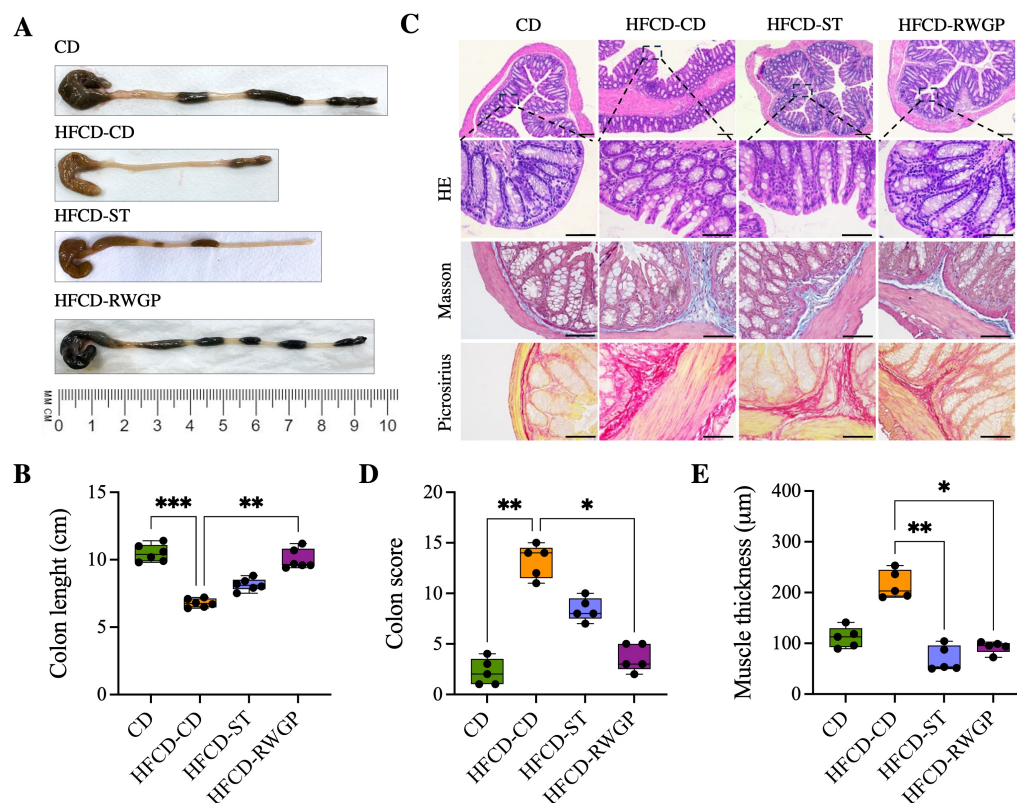 A
CD
HFCD-CD
HFCD-ST
HFCD-RWGP
MM CM
0 1 2 3 4 5 6 7 8 9 10
C
CD HFCD-CD HFCD-ST HFCD-RWGP
HE
Masson
Picrosirius
B
Colon lenght (cm)
15
10
5
0
***
**
CD
HFCD-CD
HFCD-ST
HFCD-RWGP
D
Colon score
20
15
10
5
0
**
*
CD
HFCD-CD
HFCD-ST
HFCD-RWGP
E
Muscle thickness (µm)
400
300
200
100
0
*
**
CD
HFCD-CD
HFCD-ST
HFCD-RWGP